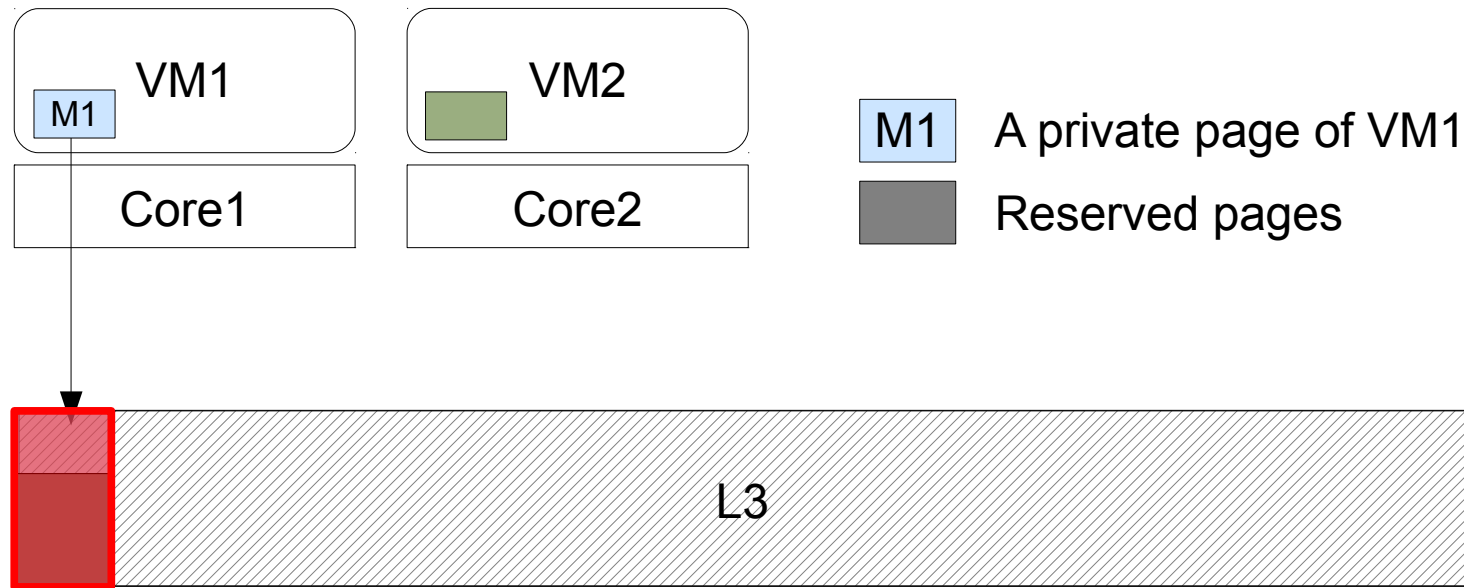 VM1
M1
VM2
Core1
Core2
M1 A private page of VM1
Reserved pages
L3